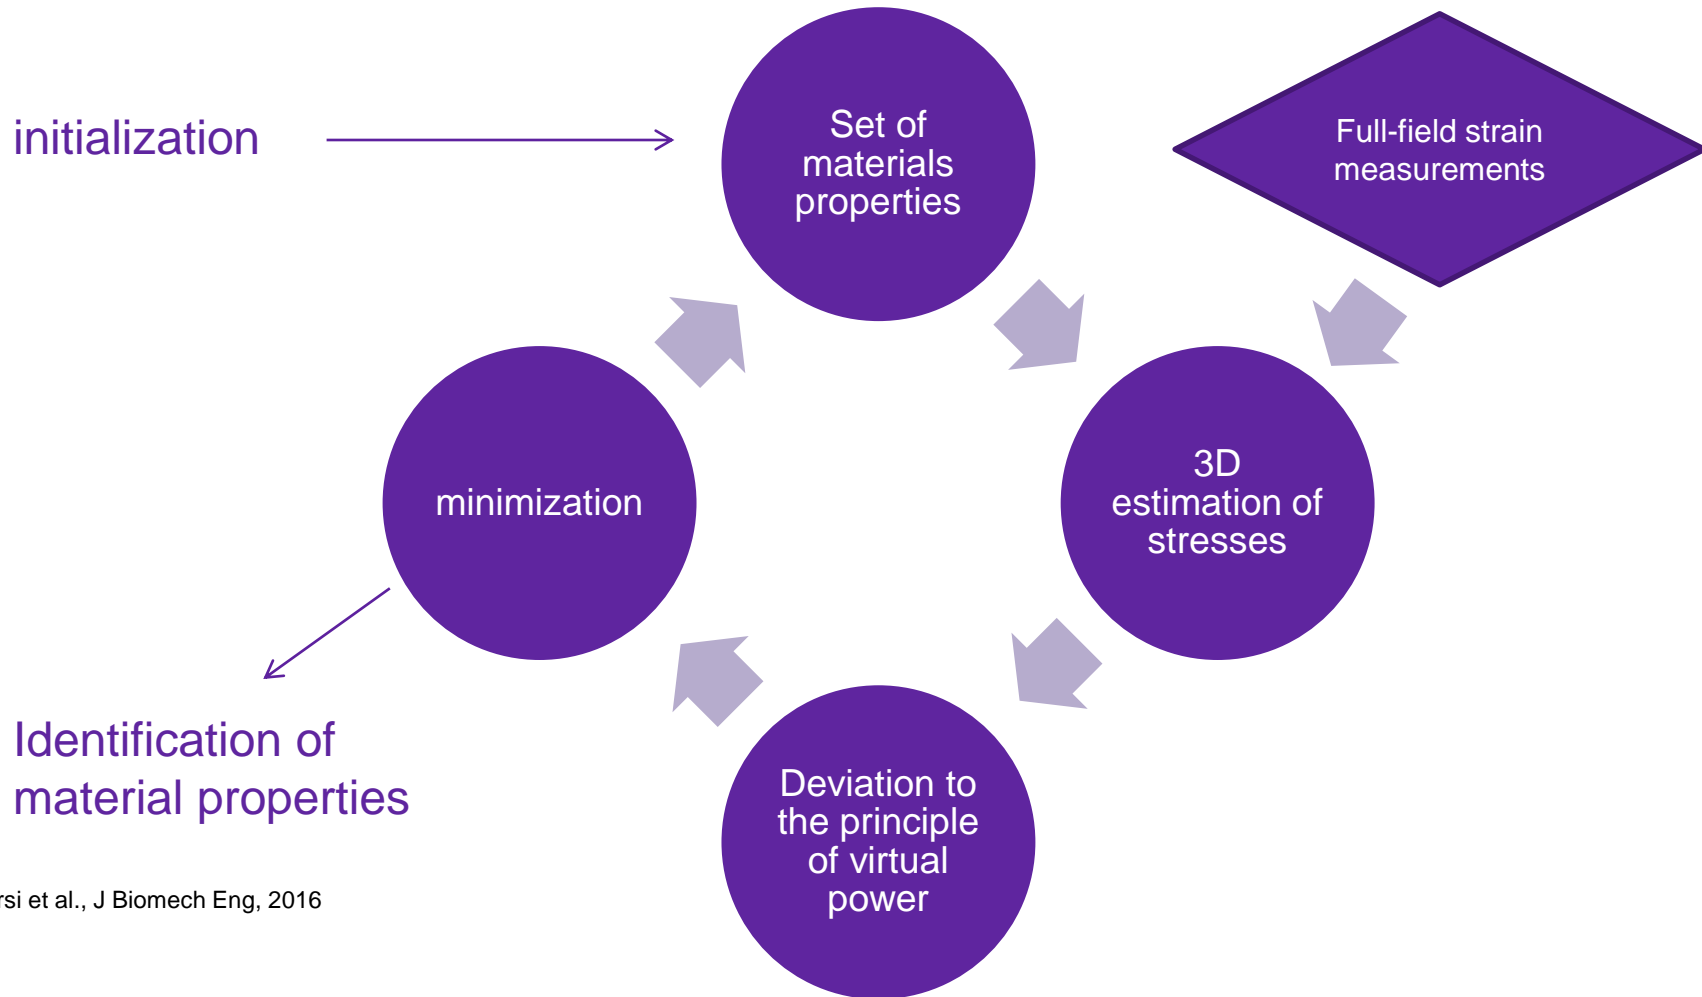 initialization
Set of
materials
properties
Full-field strain
measurements
minimization
3D
estimation of
stresses
Identification of
material properties
Deviation to
the principle
of virtual
power
et al., J Biomech Eng, 2016